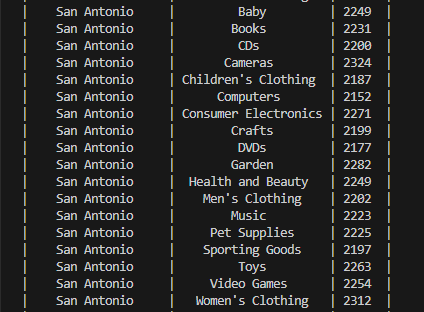 | San Antonio | Baby | 2249 |
| San Antonio | Books | 2231 |
| San Antonio | CDs | 2200 |
| San Antonio | Cameras | 2324 |
| San Antonio | Children's Clothing | 2187 |
| San Antonio | Computers | 2152 |
| San Antonio | Consumer Electronics | 2271 |
| San Antonio | Crafts | 2199 |
| San Antonio | DVDs | 2177 |
| San Antonio | Garden | 2282 |
| San Antonio | Health and Beauty | 2249 |
| San Antonio | Men's Clothing | 2202 |
| San Antonio | Music | 2223 |
| San Antonio | Pet Supplies | 2225 |
| San Antonio | Sporting Goods | 2197 |
| San Antonio | Toys | 2263 |
| San Antonio | Video Games | 2254 |
| San Antonio | Women's Clothing | 2312 |